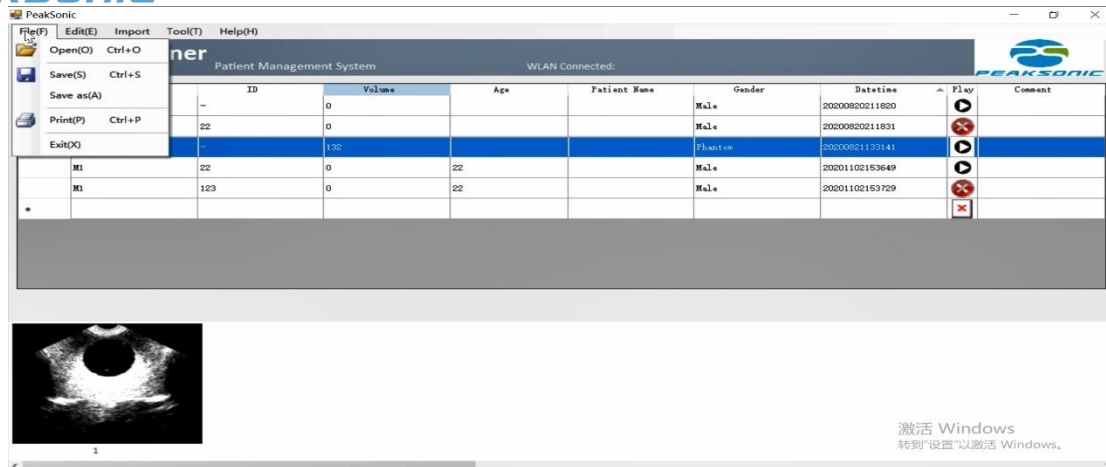 PeakSonic
File(F) Edit(E) Import Tool(T) Help(H)
Open(O) Ctrl+O
Save(S) Ctrl+S
Save as(A)
Print(P) Ctrl+P
Exit(X)
ner
Patient Management System
WLAN Connected:
PEAKSONIC
ID Volume Age Patient Name Gender Datetime Play Comment
- 0 Male 20200820211820
22 0 Male 20200820211831
- 132 Phantom 20200821133141
M1 22 0 22 Male 20201102153649
M1 123 0 22 Male 20201102153729
1
激活 Windows
转到"设置"以激活 Windows。